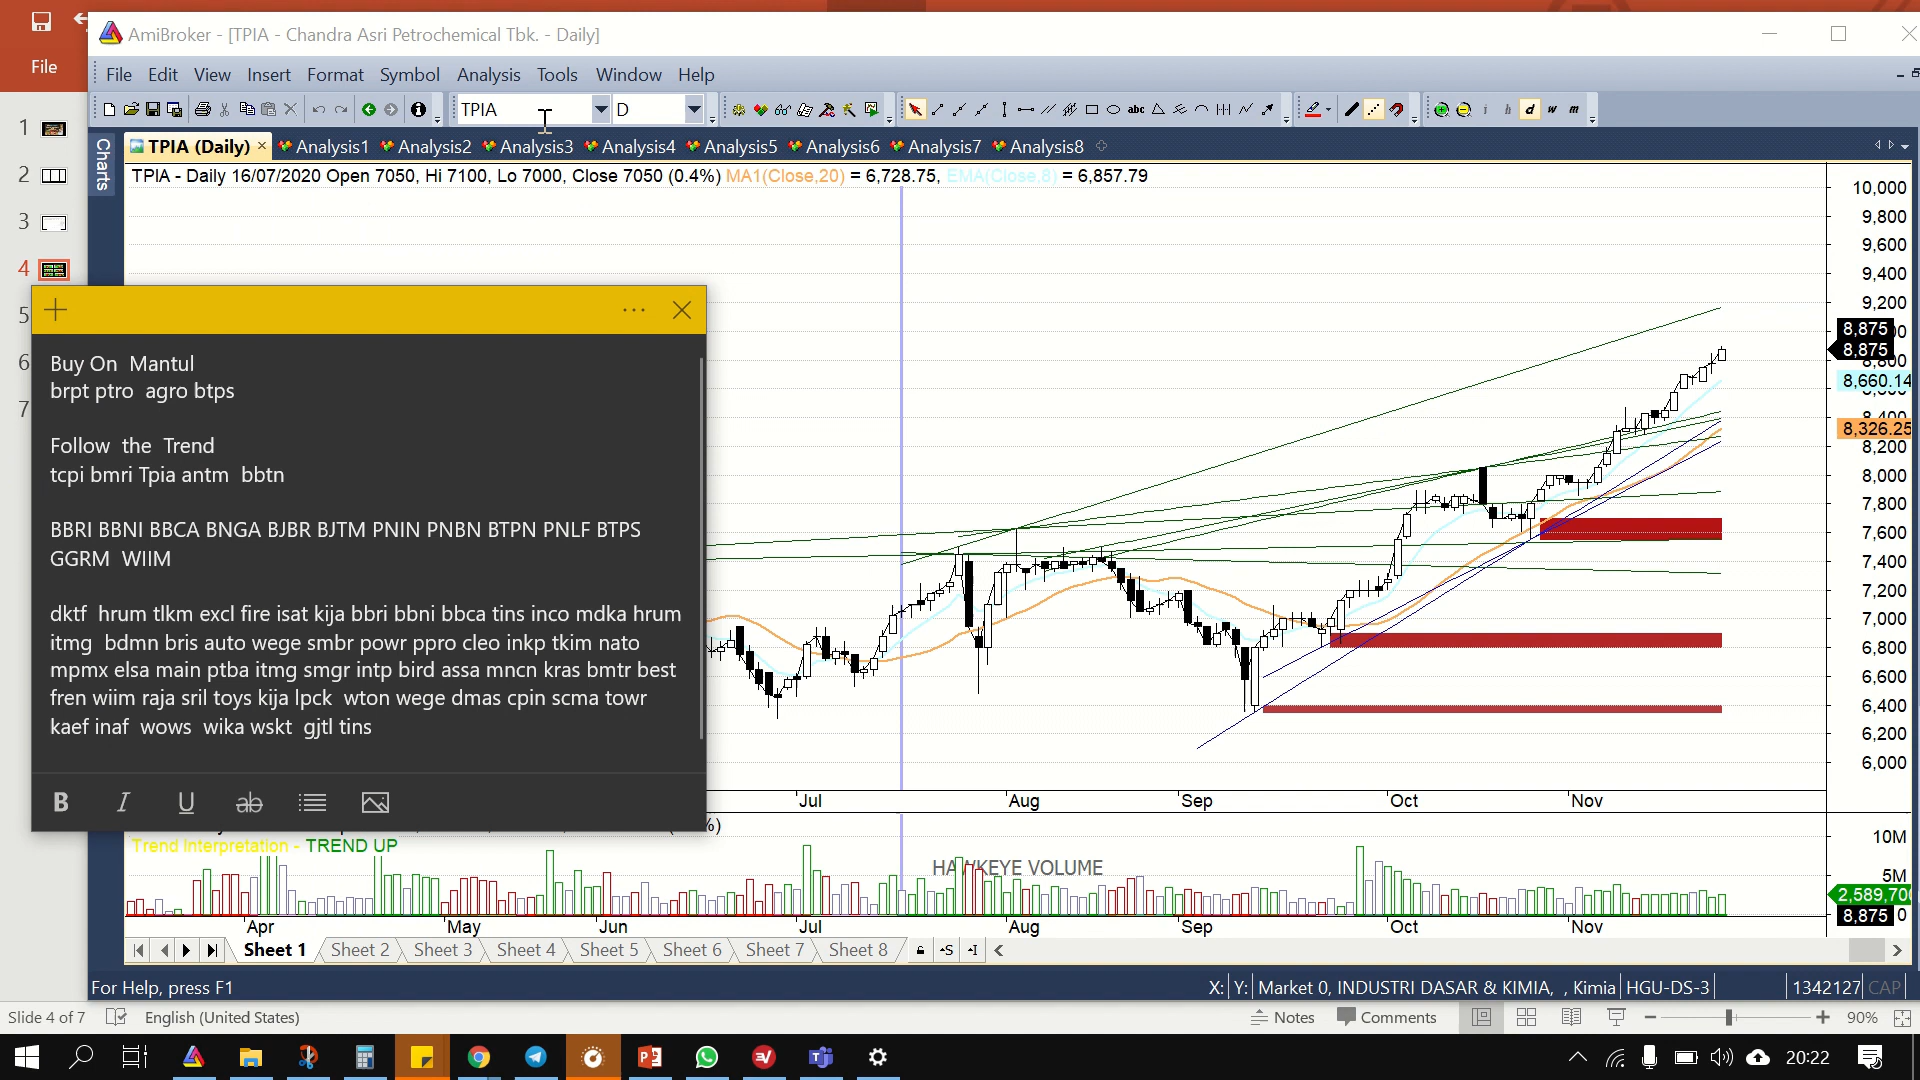 AmiBroker - [TPIA - Chandra Asri Petrochemical Tbk. - Daily]
File
File Edit View Insert Format Symbol Analysis Tools Window Help
TPIA D
abc
i h d w m
Charts
TPIA (Daily) Analysis1 Analysis2 Analysis3 Analysis4 Analysis5 Analysis6 Analysis7 Analysis8
TPIA - Daily 16/07/2020 Open 7050, Hi 7100, Lo 7000, Close 7050 (0.4%) MA1(Close,20) = 6,728.75, EMA(Close,8) = 6,857.79
1
2
3
4
5
6
7
Buy On Mantul
brpt ptro agro btps
Follow the Trend
tcpi bmri Tpia antm bbtn
BBRI BBNI BBCA BNGA BJBR BJTM PNIN PNBN BTPN PNLF BTPS
GGRM WIIM
dktf hrum tlkm excl fire isat kija bbri bbni bbca tins inco mdka hrum
itmg bdmn bris auto wege smbr powr ppro cleo inkp tkim nato
mpmx elsa main ptba itmg smgr intp bird assa mncn kras bmtr best
fren wiim raja sril toys kija lpck wton wege dmas cpin scma towr
kaef inaf wows wika wskt gjtl tins
B I U ab
10,000
9,800
9,600
9,400
9,200
8,875
8,875
8,660.14
8,326.25
8,200
8,000
7,800
7,600
7,400
7,200
7,000
6,800
6,600
6,400
6,200
6,000
Jul Aug Sep Oct Nov
%)
Trend Interpretation - TREND UP
HAWKEYE VOLUME
10M
5M
2,589,700
8,875 0
Apr May Jun Jul Aug Sep Oct Nov
Sheet 1 Sheet 2 Sheet 3 Sheet 4 Sheet 5 Sheet 6 Sheet 7 Sheet 8
For Help, press F1
X: Y: Market 0, INDUSTRI DASAR & KIMIA, , Kimia HGU-DS-3 1342127 CAP
Slide 4 of 7 English (United States) Notes Comments 90%
20:22